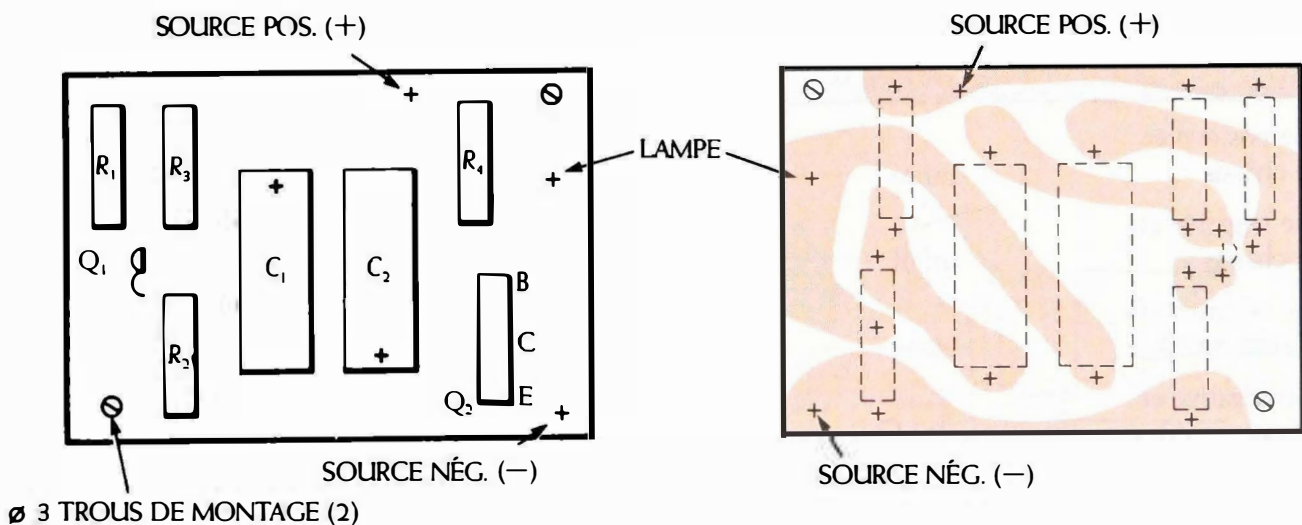 SOURCE POS. (+)
SOURCE POS. (+)
R1
R3
R4
LAMPE
Q1
C1
C2
B
R2
C
Q2
E
SOURCE NÉG. (−)
SOURCE NÉG. (−)
ø 3 TROUS DE MONTAGE (2)